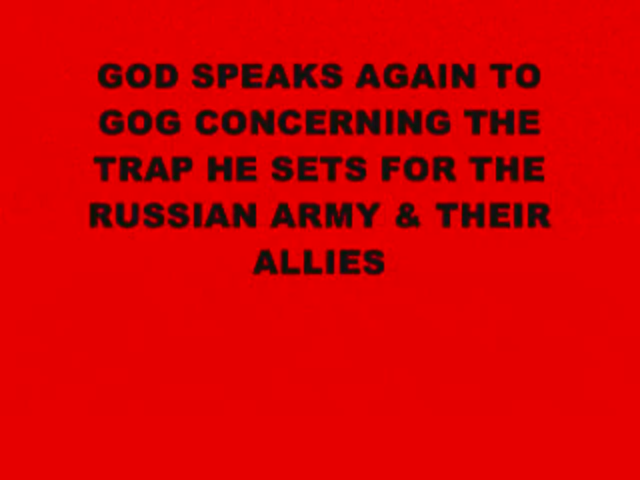 GOD SPEAKS AGAIN TO
GOG CONCERNING THE
TRAP HE SETS FOR THE
RUSSIAN ARMY & THEIR
ALLIES